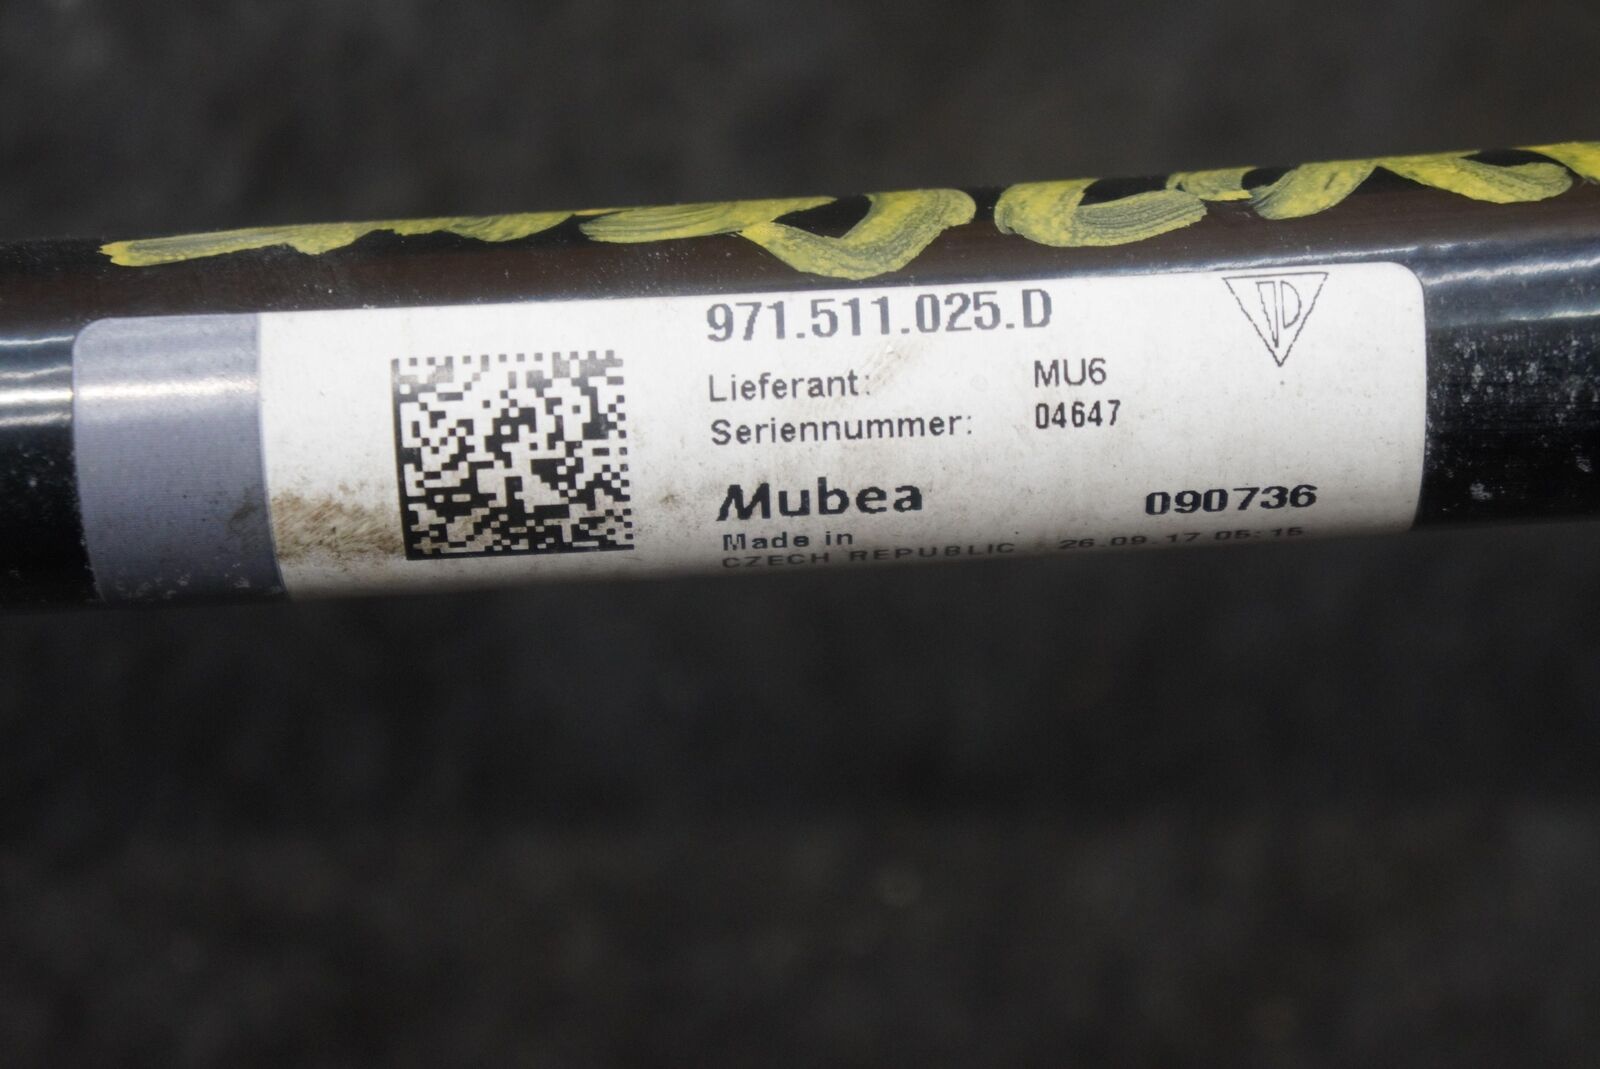 971.511.025.D
Lieferant: MU6
Seriennummer: 04647
Mubea 090736
Made in
CZECH REPUBLIC 26.09.17 05:15